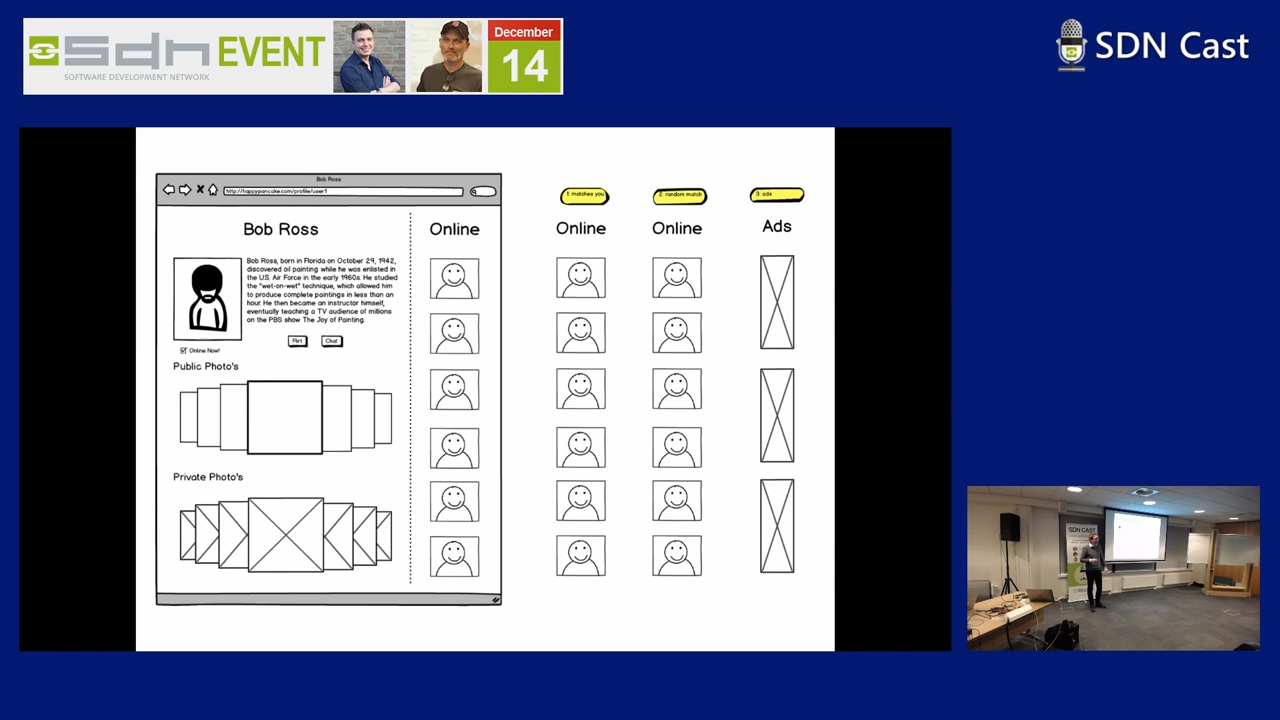 sdn EVENT
SOFTWARE DEVELOPMENT NETWORK
December
14
SDN Cast
Bob Ross
http://happypancake.com/profile/user1
Bob Ross
Bob Ross, born in Florida on October 29, 1942,
discovered oil painting while he was enlisted in
the U.S. Air Force in the early 1960s. He studied
the "wet-on-wet" technique, which allowed him
to produce complete paintings in less than an
hour. He then became an instructor himself,
eventually teaching a TV audience of millions
on the PBS show The Joy of Painting.
Online Now!
Flirt
Chat
Public Photo's
Private Photo's
Online
1: matches you
Online
2: random match
Online
3: ads
Ads
SDN CAST